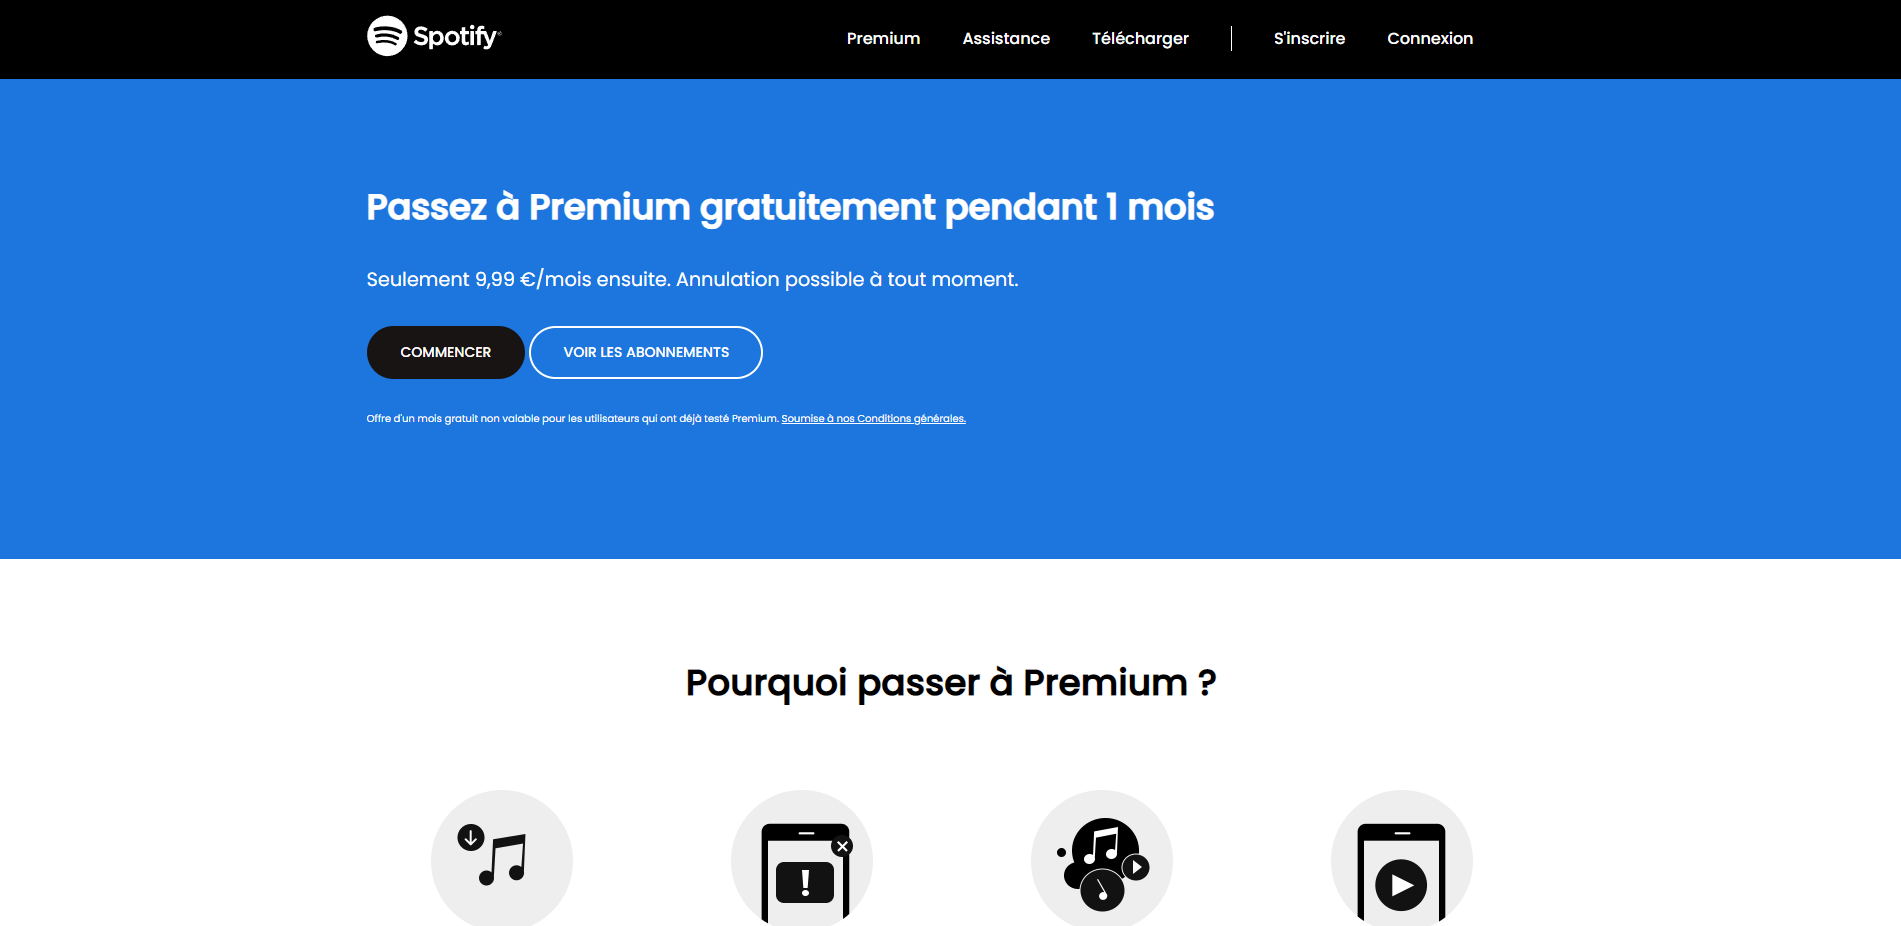 Spotify
Premium
Assistance
Télécharger
S'inscrire
Connexion
Passez à Premium gratuitement pendant 1 mois
Seulement 9,99 €/mois ensuite. Annulation possible à tout moment.
COMMENCER
VOIR LES ABONNEMENTS
Offre d'un mois gratuit non valable pour les utilisateurs qui ont déjà testé Premium. Soumise à nos Conditions générales.
Pourquoi passer à Premium ?